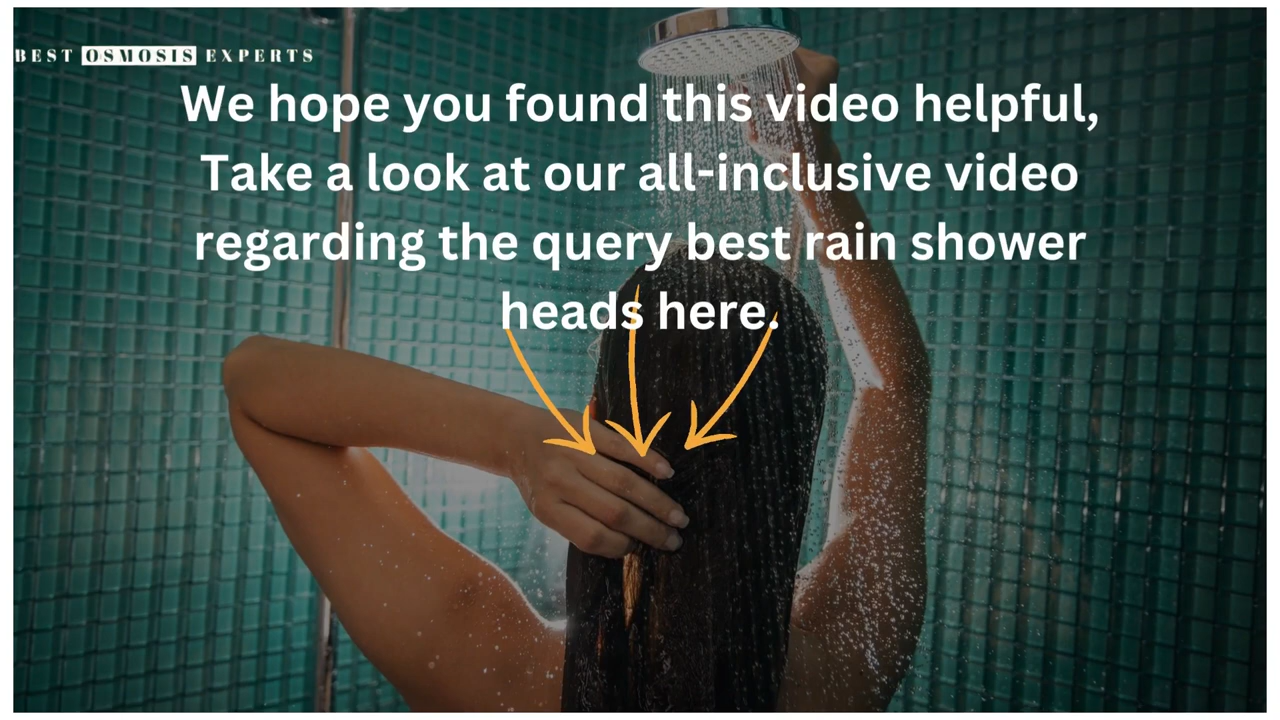 BEST OSMOSIS EXPERTS
We hope you found this video helpful,
Take a look at our all-inclusive video
regarding the query best rain shower
heads here.